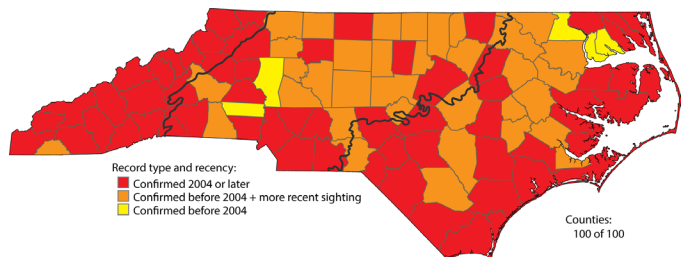 Record type and recency:
Confirmed 2004 or later
Confirmed before 2004 + more recent sighting
Confirmed before 2004
Counties:
100 of 100